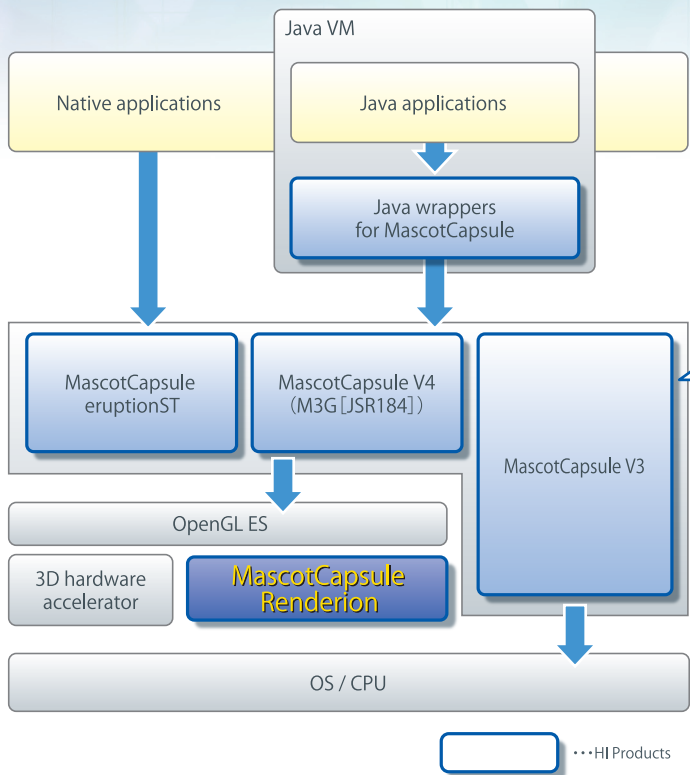 Java VM
Native applications
Java applications
Java wrappers
for MascotCapsule
MascotCapsule
eruptionST
MascotCapsule V4
(M3G[JSR184])
MascotCapsule V3
OpenGL ES
3D hardware
accelerator
MascotCapsule
Renderion
OS / CPU
···HI Products